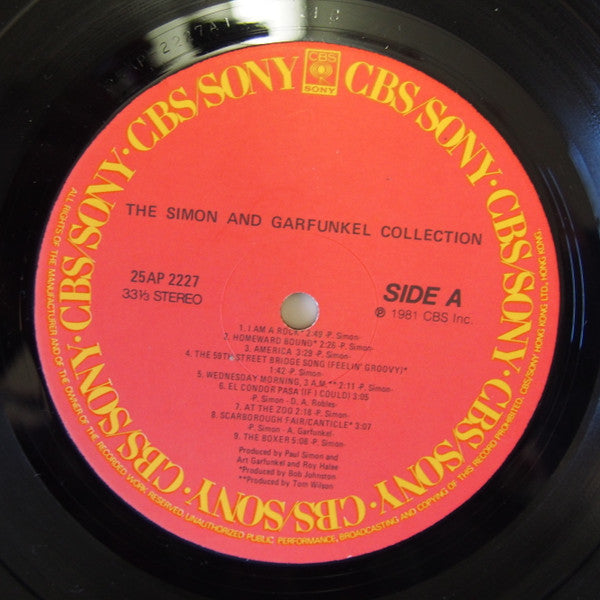 CBS
SONY
CBS/SONY · CBS/SONY · CBS/SONY · CBS/SONY · CBS/SONY · CBS/SONY · CBS/SONY · CBS/SONY
THE SIMON AND GARFUNKEL COLLECTION
25AP 2227
33⅓ STEREO
SIDE A
℗ 1981 CBS Inc.
1. I AM A ROCK* 2:49 -P. Simon-
2. HOMEWARD BOUND* 2:26 -P. Simon-
3. AMERICA 3:29 -P. Simon-
4. THE 59TH STREET BRIDGE SONG (FEELIN' GROOVY)*
1:42 -P. Simon-
5. WEDNESDAY MORNING, 3 A.M.** 2:11 -P. Simon-
6. EL CONDOR PASA (IF I COULD) 3:05
-P. Simon - D. A. Robles-
7. AT THE ZOO 2:18 -P. Simon-
8. SCARBOROUGH FAIR/CANTICLE* 3:07
-P. Simon - A. Garfunkel-
9. THE BOXER 5:08 -P. Simon-
Produced by Paul Simon and
Art Garfunkel and Roy Halee
*Produced by Bob Johnston
**Produced by Tom Wilson
ALL RIGHTS OF THE MANUFACTURER AND OF THE OWNER OF THE RECORDED WORK RESERVED. UNAUTHORIZED PUBLIC PERFORMANCE, BROADCASTING AND COPYING OF THIS RECORD PROHIBITED. CBS/SONY HONG KONG LTD., HONG KONG.